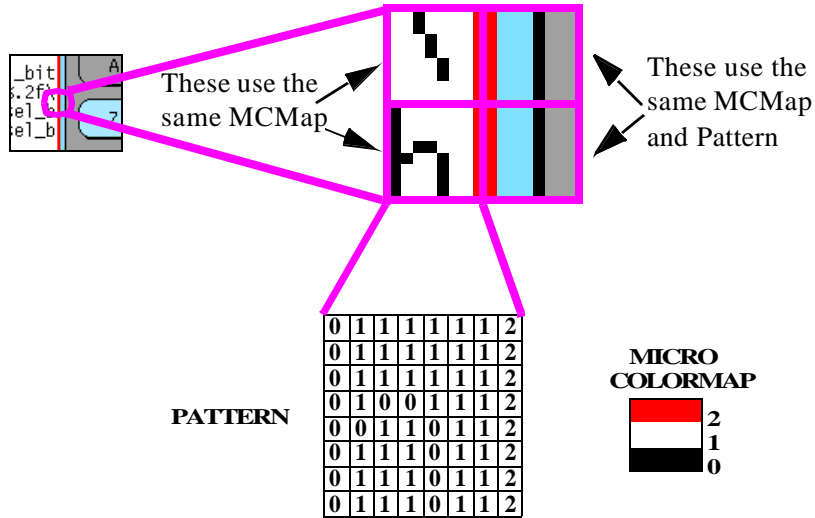 _bit
A
.2f\
7
sel_b
These use the
same MCMap
These use the
same MCMap
and Pattern
PATTERN
0 1 1 1 1 1 1 2
0 1 1 1 1 1 1 2
0 1 1 1 1 1 1 2
0 1 0 0 1 1 1 2
0 0 1 1 0 1 1 2
0 1 1 1 0 1 1 2
0 1 1 1 0 1 1 2
0 1 1 1 0 1 1 2
MICRO
COLORMAP
2
1
0